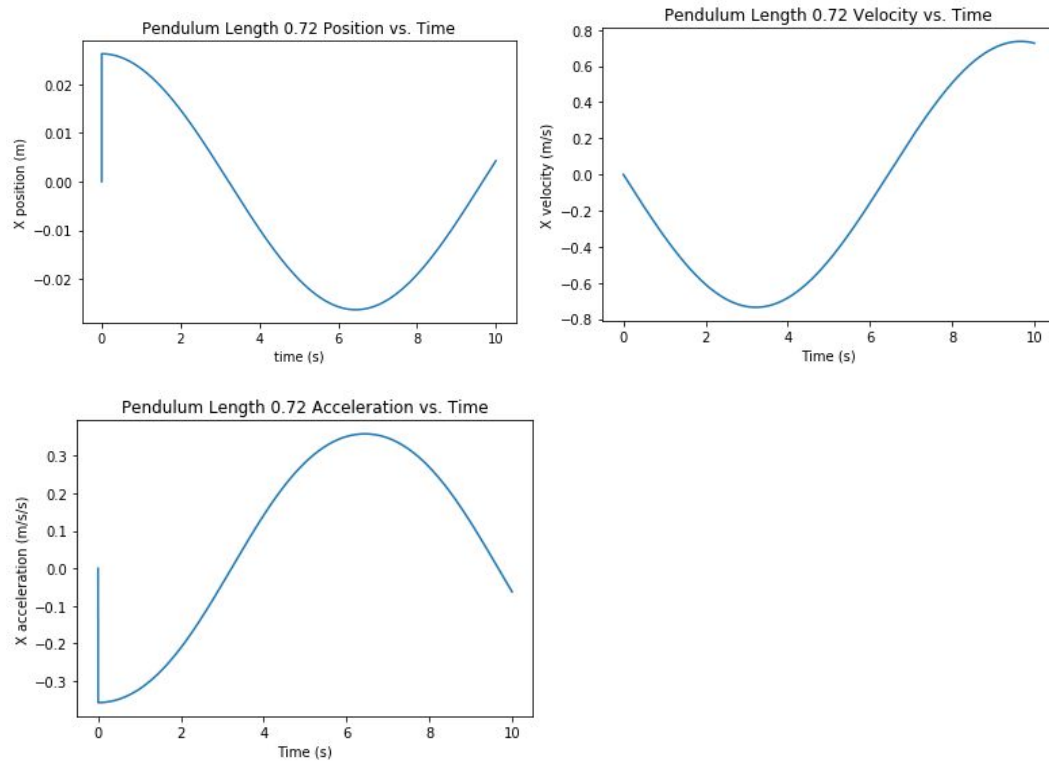 Pendulum Length 0.72 Position vs. Time
X position (m)
0.02
0.01
0.00
−0.01
−0.02
0 2 4 6 8 10
time (s)
Pendulum Length 0.72 Velocity vs. Time
X velocity (m/s)
0.8
0.6
0.4
0.2
0.0
−0.2
−0.4
−0.6
−0.8
0 2 4 6 8 10
Time (s)
Pendulum Length 0.72 Acceleration vs. Time
X acceleration (m/s/s)
0.3
0.2
0.1
0.0
−0.1
−0.2
−0.3
0 2 4 6 8 10
Time (s)